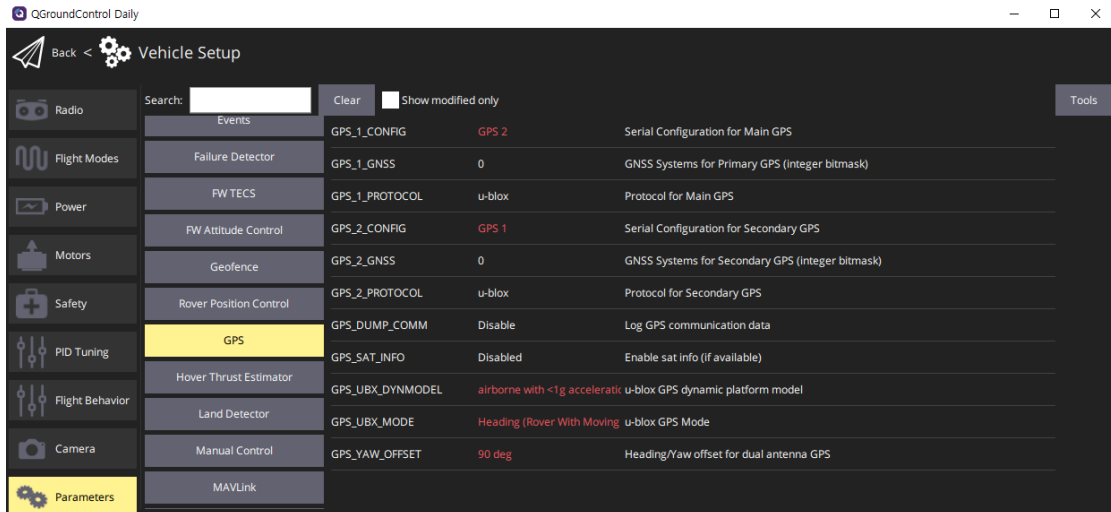 QGroundControl Daily
Back < Vehicle Setup
Radio
Flight Modes
Power
Motors
Safety
PID Tuning
Flight Behavior
Camera
Parameters
Search: Clear Show modified only Tools
Events
Failure Detector
FW TECS
FW Attitude Control
Geofence
Rover Position Control
GPS
Hover Thrust Estimator
Land Detector
Manual Control
MAVLink
GPS_1_CONFIG GPS 2 Serial Configuration for Main GPS
GPS_1_GNSS 0 GNSS Systems for Primary GPS (integer bitmask)
GPS_1_PROTOCOL u-blox Protocol for Main GPS
GPS_2_CONFIG GPS 1 Serial Configuration for Secondary GPS
GPS_2_GNSS 0 GNSS Systems for Secondary GPS (integer bitmask)
GPS_2_PROTOCOL u-blox Protocol for Secondary GPS
GPS_DUMP_COMM Disable Log GPS communication data
GPS_SAT_INFO Disabled Enable sat info (if available)
GPS_UBX_DYNMODEL airborne with <1g acceleratic u-blox GPS dynamic platform model
GPS_UBX_MODE Heading (Rover With Moving u-blox GPS Mode
GPS_YAW_OFFSET 90 deg Heading/Yaw offset for dual antenna GPS